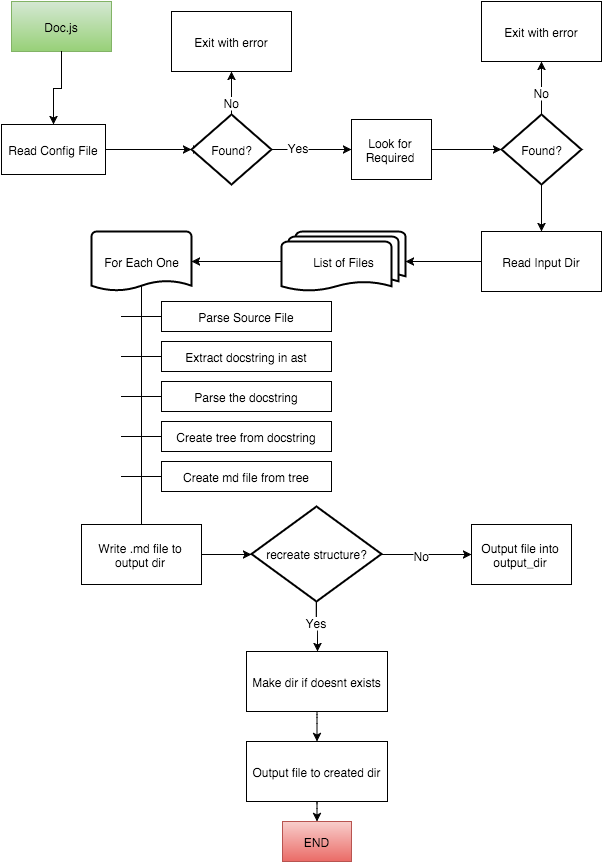 Doc.js
Exit with error
Exit with error
No
No
Read Config File
Found?
Yes
Look for
Required
Found?
For Each One
List of Files
Read Input Dir
Parse Source File
Extract docstring in ast
Parse the docstring
Create tree from docstring
Create md file from tree
Write .md file to
output dir
recreate structure?
No
Output file into
output_dir
Yes
Make dir if doesnt exists
Output file to created dir
END